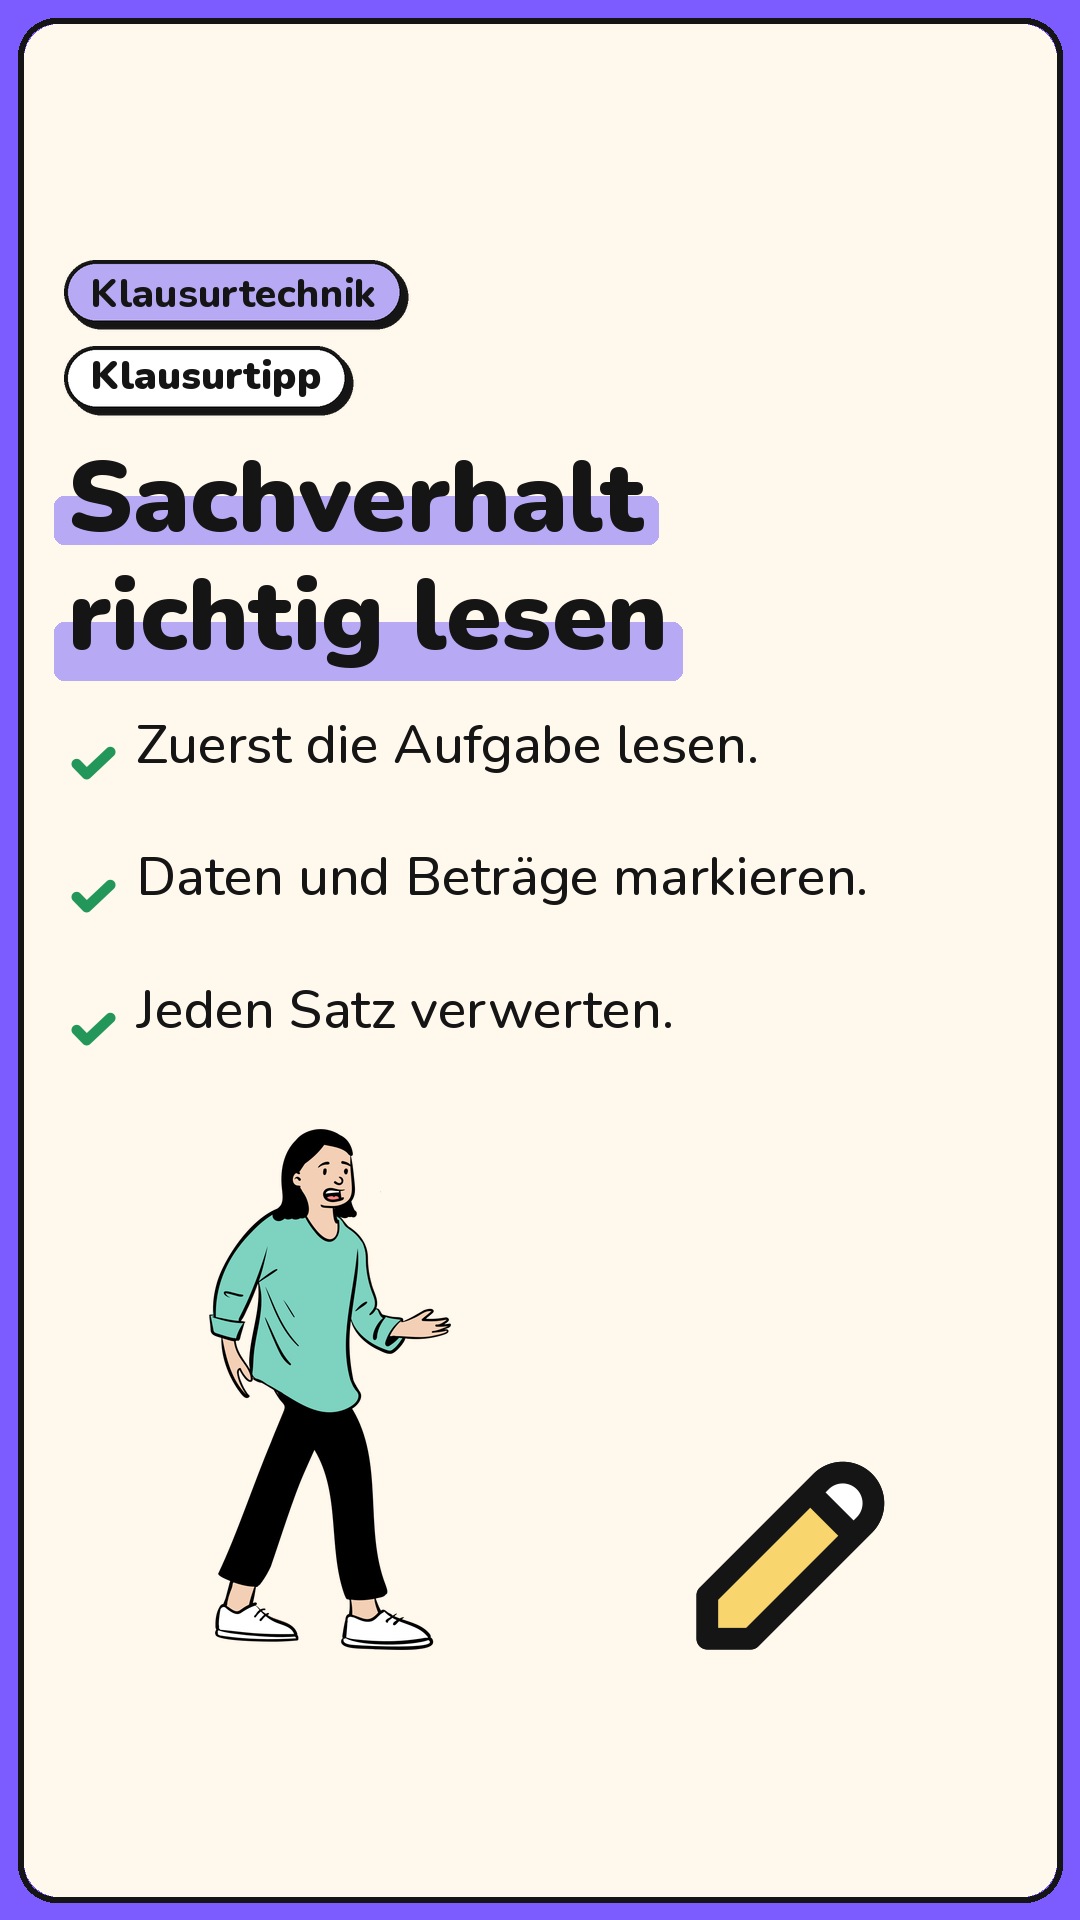 Klausurtechnik
Klausurtipp
Sachverhalt
richtig lesen
Zuerst die Aufgabe lesen.
Daten und Beträge markieren.
Jeden Satz verwerten.